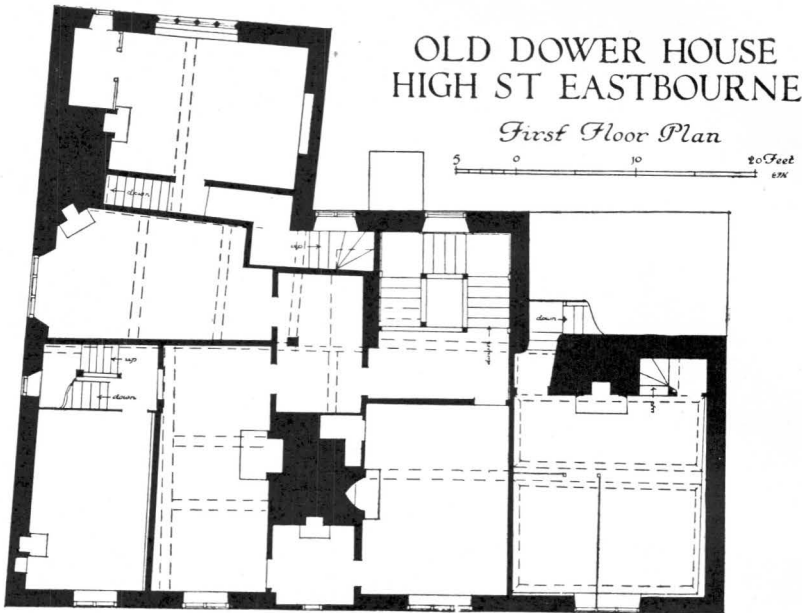 OLD DOWER HOUSE
HIGH ST EASTBOURNE
First Floor Plan
5 0 10 20 Feet
down
up
down
down
up
down